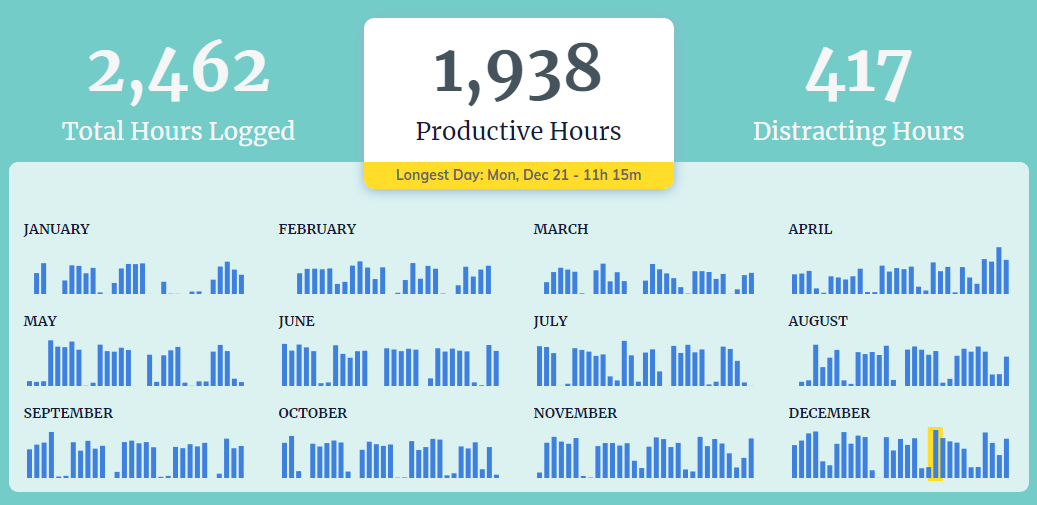 2,462
Total Hours Logged
1,938
Productive Hours
417
Distracting Hours
Longest Day: Mon, Dec 21 - 11h 15m
JANUARY
FEBRUARY
MARCH
APRIL
MAY
JUNE
JULY
AUGUST
SEPTEMBER
OCTOBER
NOVEMBER
DECEMBER